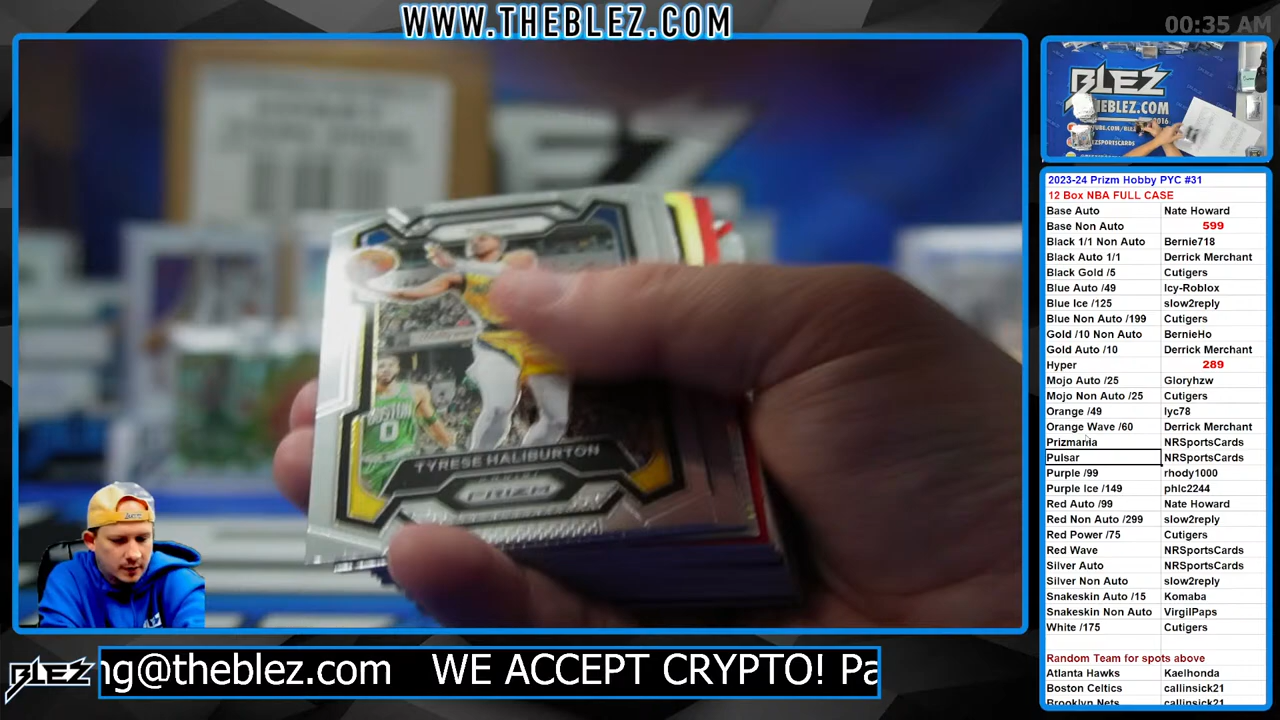 WWW.THEBLEZ.COM
00:35 AM
BLEZ
THEBLEZ.COM
2016
2023-24 Prizm Hobby PYC #31
12 Box NBA FULL CASE
Base Auto Nate Howard
Base Non Auto 599
Black 1/1 Non Auto Bernie718
Black Auto 1/1 Derrick Merchant
Black Gold /5 Cutigers
Blue Auto /49 Icy-Roblox
Blue Ice /125 slow2reply
Blue Non Auto /199 Cutigers
Gold /10 Non Auto BernieHo
Gold Auto /10 Derrick Merchant
Hyper 289
Mojo Auto /25 Gloryhzw
Mojo Non Auto /25 Cutigers
Orange /49 lyc78
Orange Wave /60 Derrick Merchant
Prizmania NRSportsCards
Pulsar NRSportsCards
Purple /99 rhody1000
Purple Ice /149 phlc2244
Red Auto /99 Nate Howard
Red Non Auto /299 slow2reply
Red Power /75 Cutigers
Red Wave NRSportsCards
Silver Auto NRSportsCards
Silver Non Auto slow2reply
Snakeskin Auto /15 Komaba
Snakeskin Non Auto VirgilPaps
White /175 Cutigers
Random Team for spots above
Atlanta Hawks Kaelhonda
Boston Celtics callinsick21
Brooklyn Nets callinsick21
BOSTON
0
TYRESE HALIBURTON
PRIZM
BLEZ
ng@theblez.com WE ACCEPT CRYPTO! Pa